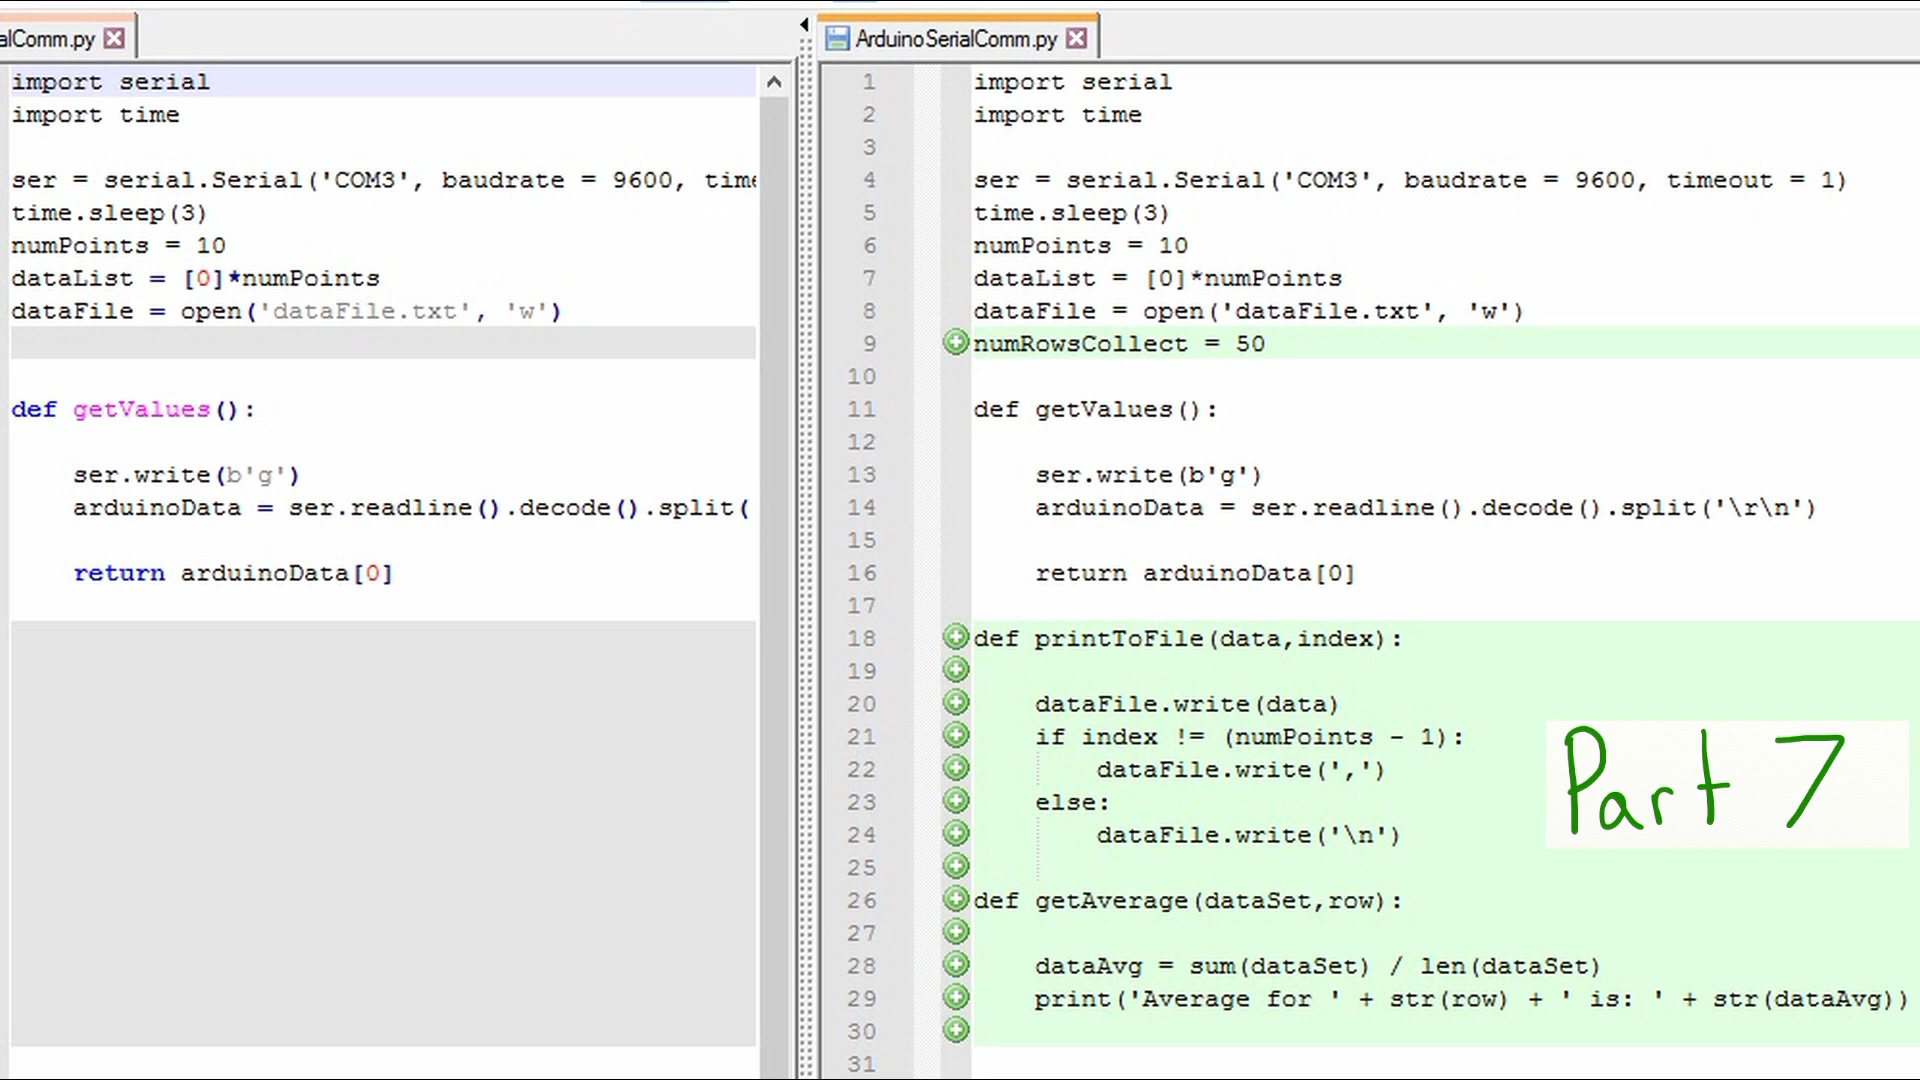 alComm.py
import serial
import time
ser = serial.Serial('COM3', baudrate = 9600, time
time.sleep(3)
numPoints = 10
dataList = [0]*numPoints
dataFile = open('dataFile.txt', 'w')
def getValues():
ser.write(b'g')
arduinoData = ser.readline().decode().split(
return arduinoData[0]
ArduinoSerialComm.py
1 import serial
2 import time
3
4 ser = serial.Serial('COM3', baudrate = 9600, timeout = 1)
5 time.sleep(3)
6 numPoints = 10
7 dataList = [0]*numPoints
8 dataFile = open('dataFile.txt', 'w')
9 numRowsCollect = 50
10
11 def getValues():
12
13 ser.write(b'g')
14 arduinoData = ser.readline().decode().split('\r\n')
15
16 return arduinoData[0]
17
18 def printToFile(data,index):
19
20 dataFile.write(data)
21 if index != (numPoints - 1):
22 dataFile.write(',')
23 else:
24 dataFile.write('\n')
25
26 def getAverage(dataSet,row):
27
28 dataAvg = sum(dataSet) / len(dataSet)
29 print('Average for ' + str(row) + ' is: ' + str(dataAvg))
30
31
Part 7